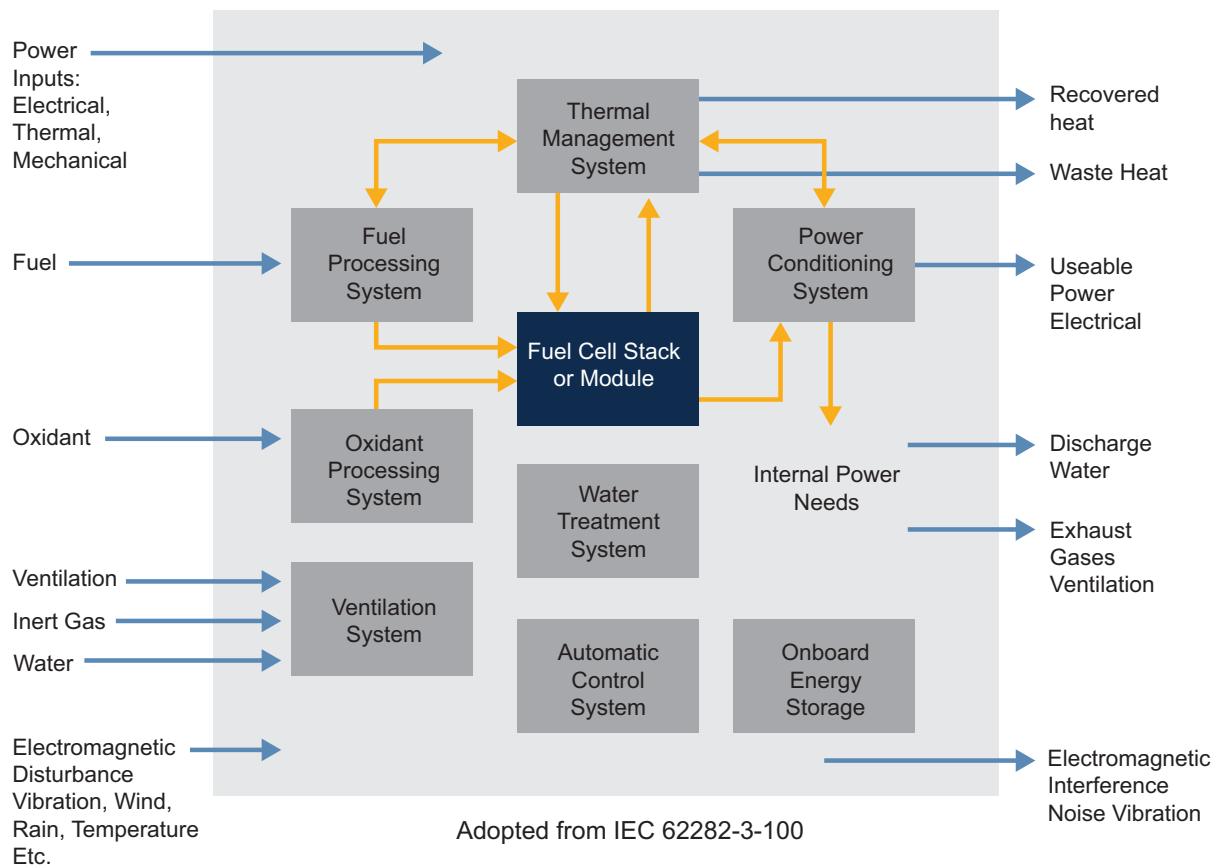 Power
Inputs:
Electrical,
Thermal,
Mechanical
Fuel
Oxidant
Ventilation
Inert Gas
Water
Electromagnetic
Disturbance
Vibration, Wind,
Rain, Temperature
Etc.
Thermal
Management
System
Fuel
Processing
System
Power
Conditioning
System
Fuel Cell Stack
or Module
Oxidant
Processing
System
Water
Treatment
System
Internal Power
Needs
Ventilation
System
Automatic
Control
System
Onboard
Energy
Storage
Recovered
heat
Waste Heat
Useable
Power
Electrical
Discharge
Water
Exhaust
Gases
Ventilation
Electromagnetic
Interference
Noise Vibration
Adopted from IEC 62282-3-100